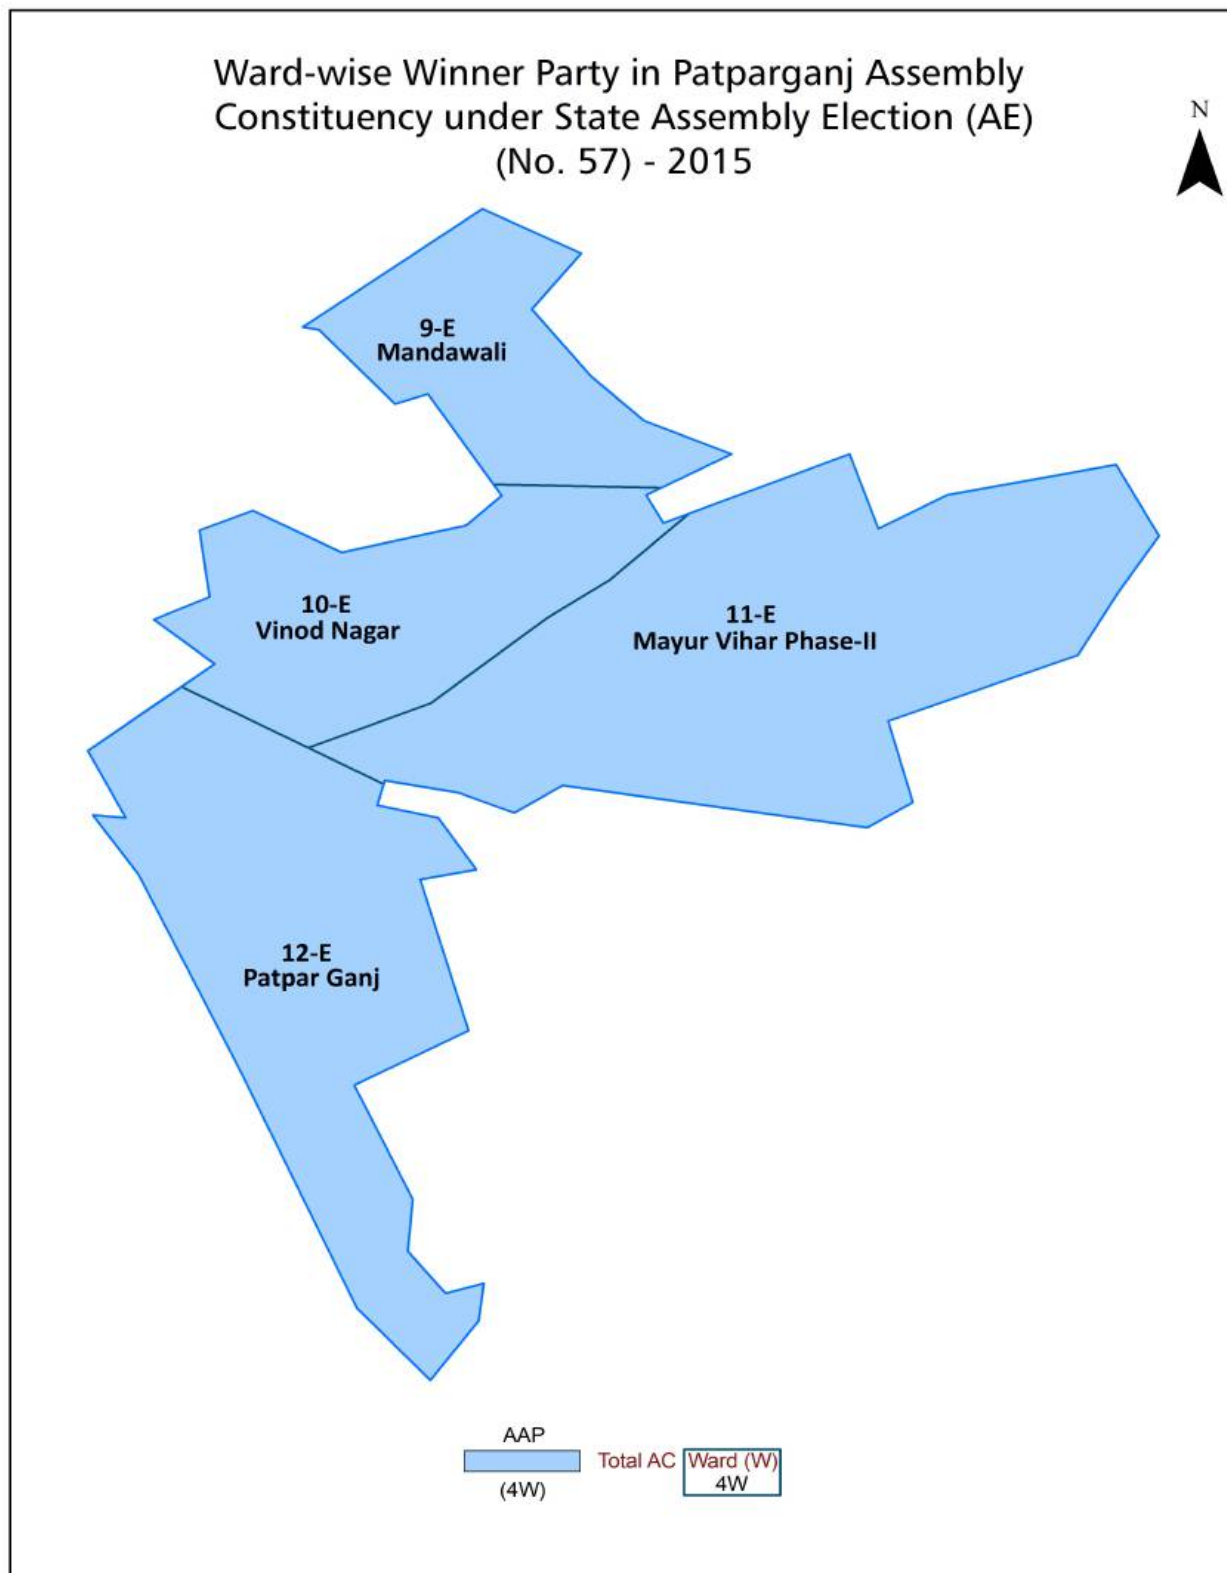 Ward-wise Winner Party in Patparganj Assembly
Constituency under State Assembly Election (AE)
(No. 57) - 2015
N
9-E
Mandawali
10-E
Vinod Nagar
11-E
Mayur Vihar Phase-II
12-E
Patpar Ganj
AAP
(4W)
Total AC
Ward (W)
4W